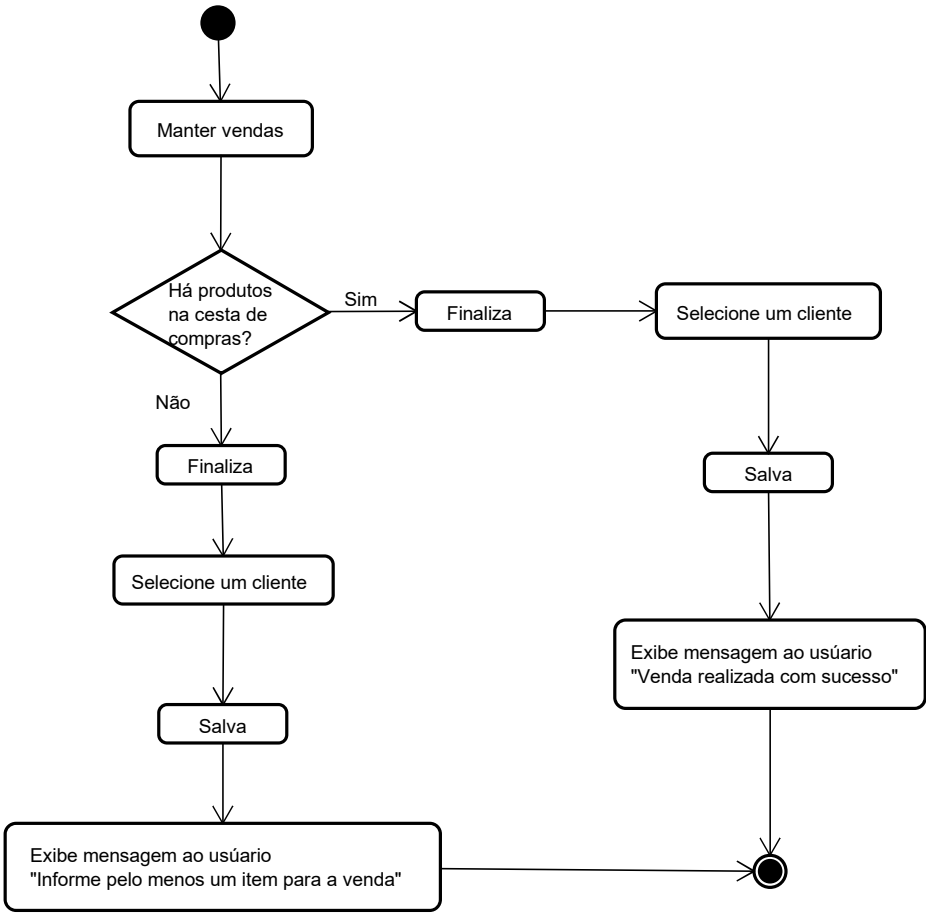 Manter vendas
Há produtos
na cesta de
compras?
Sim
Finaliza
Selecione um cliente
Salva
Exibe mensagem ao usúario
"Venda realizada com sucesso"
Não
Finaliza
Selecione um cliente
Salva
Exibe mensagem ao usúario
"Informe pelo menos um item para a venda"